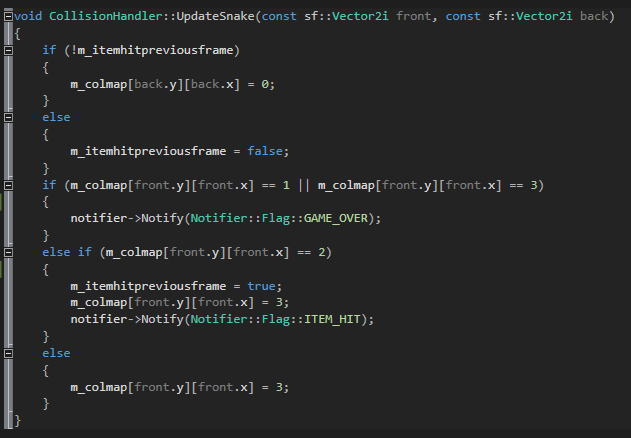 void CollisionHandler::UpdateSnake(const sf::Vector2i front, const sf::Vector2i back)
{
    if (!m_itemhitpreviousframe)
    {
        m_colmap[back.y][back.x] = 0;
    }
    else
    {
        m_itemhitpreviousframe = false;
    }
    if (m_colmap[front.y][front.x] == 1 || m_colmap[front.y][front.x] == 3)
    {
        notifier->Notify(Notifier::Flag::GAME_OVER);
    }
    else if (m_colmap[front.y][front.x] == 2)
    {
        m_itemhitpreviousframe = true;
        m_colmap[front.y][front.x] = 3;
        notifier->Notify(Notifier::Flag::ITEM_HIT);
    }
    else
    {
        m_colmap[front.y][front.x] = 3;
    }
}